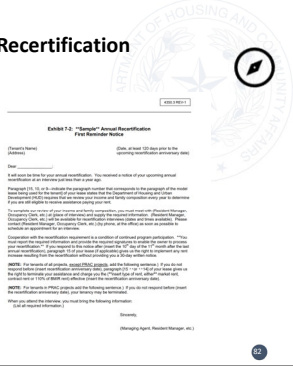 OF HOUSING AND
Recertification
4350.3 REV-1
Exhibit 7-2: **Sample** Annual Recertification
First Reminder Notice
(Tenant's Name) (Date, at least 120 days prior to the
(Address) upcoming recertification anniversary date)
Dear
It will soon be time for your annual recertification. You received a notice of your upcoming annual
recertification at an interview just less than a year ago.
Paragraph [15, 10, or 8--indicate the paragraph number that corresponds to the paragraph of the model
lease being used for the tenant] of your lease states that the Department of Housing and Urban
Development (HUD) requires that we review your income and family composition every year to determine
if you are still eligible to receive assistance paying your rent.
To complete our review of your income and family composition, you must meet with (Resident Manager,
Occupancy Clerk, etc.) at (place of interview) and supply the required information. (Resident Manager,
Occupancy Clerk, etc.) will be available for recertification interviews (dates and times available). Please
contact (Resident Manager, Occupancy Clerk, etc.) (by phone, at the office) as soon as possible to
schedule an appointment for an interview.
Cooperation with the recertification requirement is a condition of continued program participation. **You
must report the required information and provide the required signatures to enable the owner to process
your recertification.** If you respond to this notice after (insert the 10th day of the 11th month after the last
annual recertification), paragraph 15 of your lease (if applicable) gives us the right to implement any rent
increase resulting from the recertification without providing you a 30-day written notice.
(NOTE: For tenants of all projects, except PRAC projects, add the following sentence.) If you do not
respond before (insert recertification anniversary date), paragraph of your lease gives us
the right to terminate your assistance and charge you the (**insert type of rent, either** market rent,
contract rent or 110% of BMIR rent) effective (insert the recertification anniversary date).
(NOTE: For tenants in PRAC projects add the following sentence.) If you do not respond before (insert
the recertification anniversary date), your tenancy may be terminated.
When you attend the interview, you must bring the following information:
(List all required information.)
Sincerely,
(Managing Agent, Resident Manager, etc.)
82